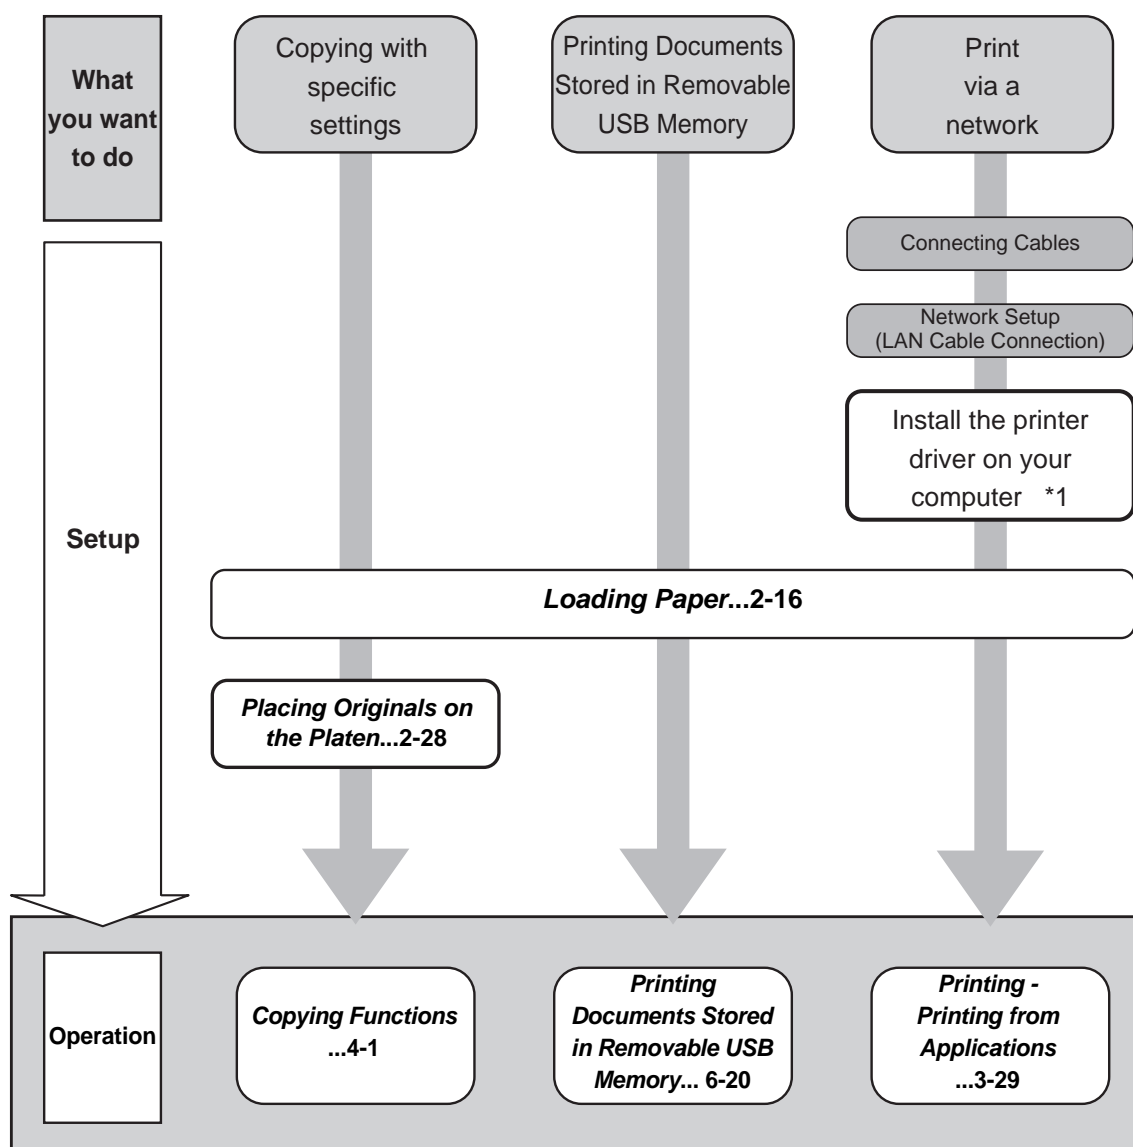 What
you want
to do
Copying with
specific
settings
Printing Documents
Stored in Removable
USB Memory
Print
via a
network
Connecting Cables
Network Setup
(LAN Cable Connection)
Install the printer
driver on your
computer *1
Setup
Loading Paper...2-16
Placing Originals on
the Platen...2-28
Operation
Copying Functions
...4-1
Printing
Documents Stored
in Removable USB
Memory... 6-20
Printing -
Printing from
Applications
...3-29